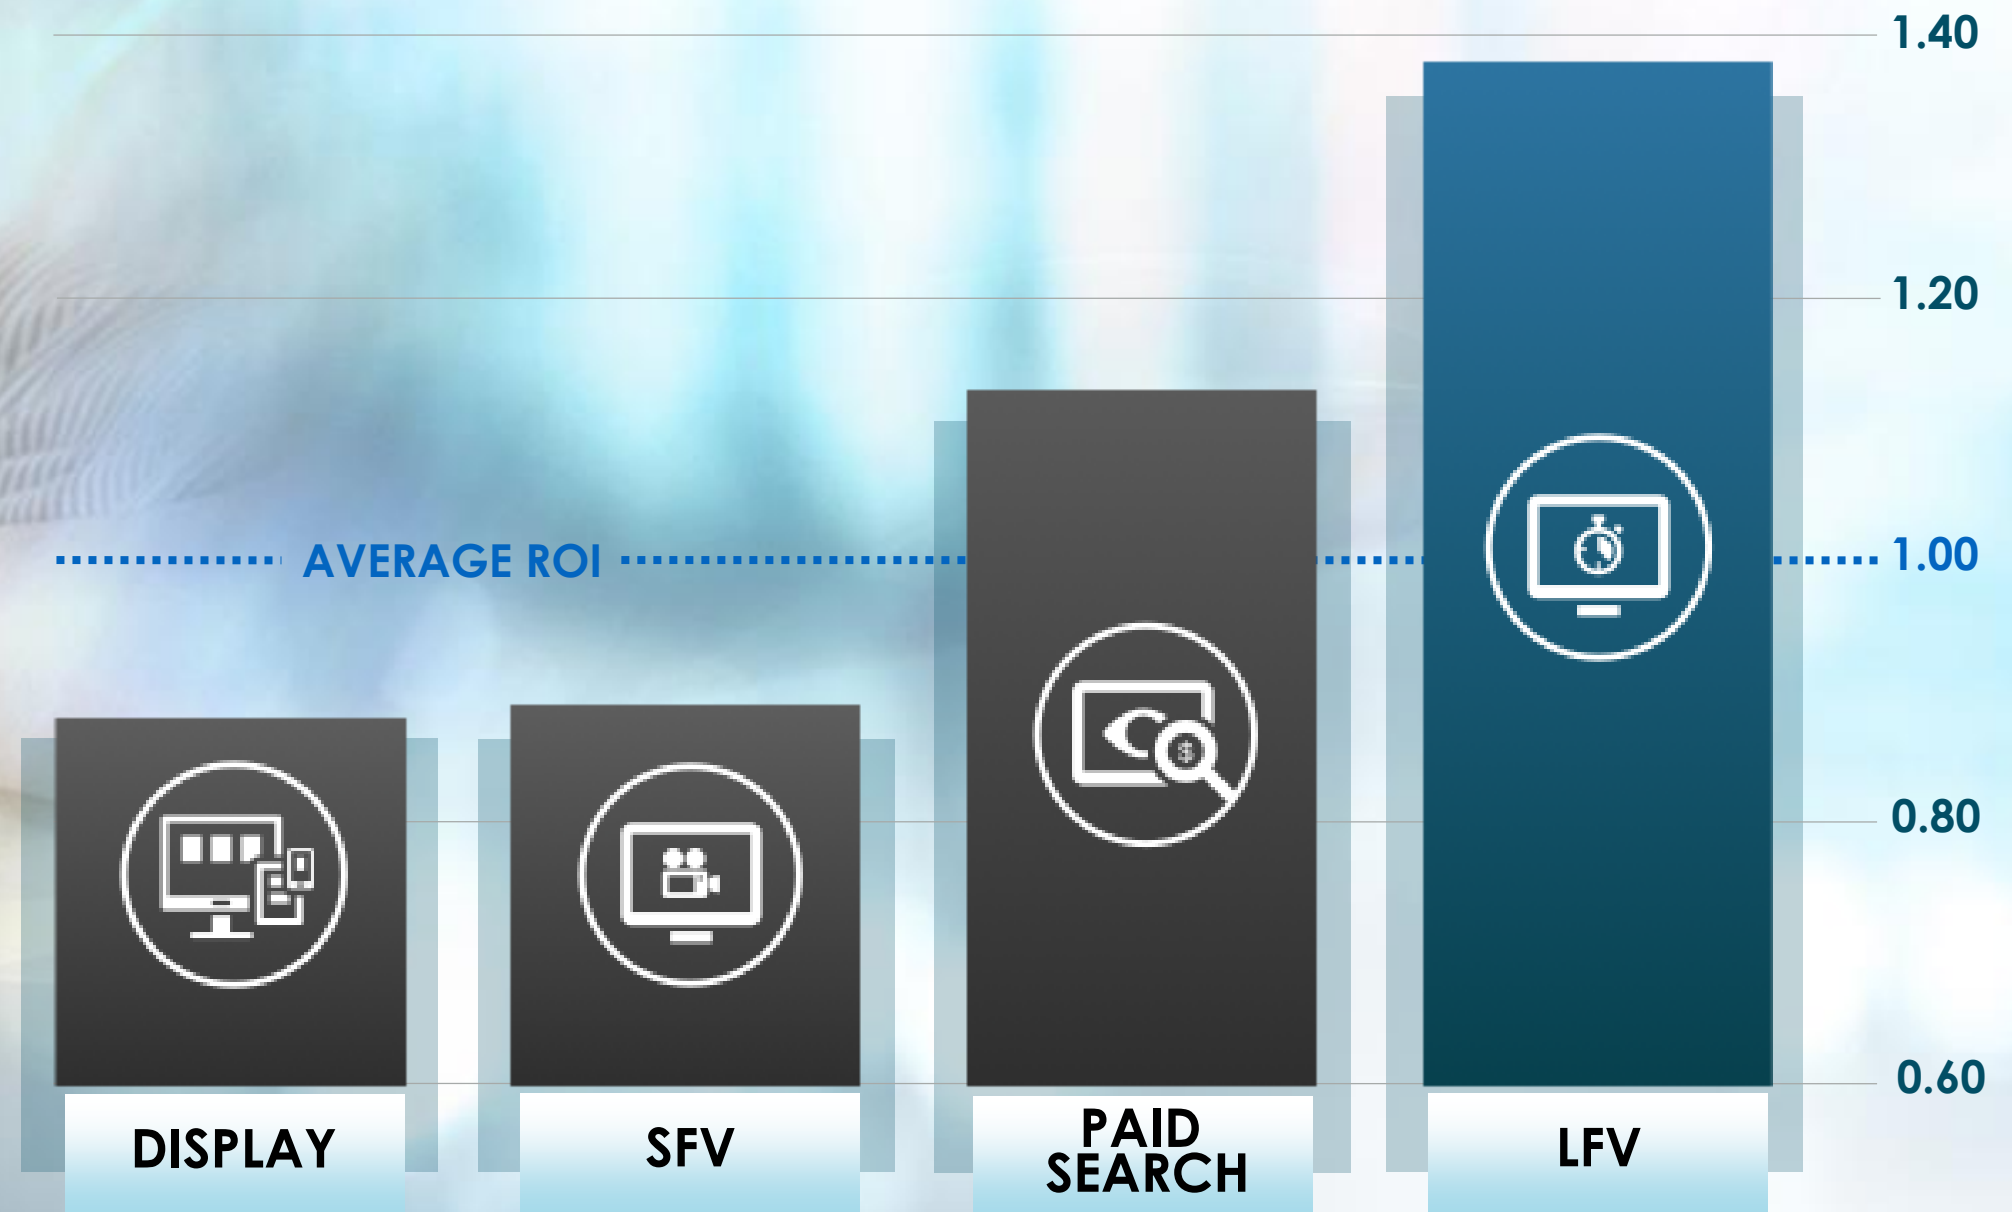 1.40
1.20
AVERAGE ROI
1.00
$
0.80
0.60
DISPLAY
SFV
PAID
SEARCH
LFV